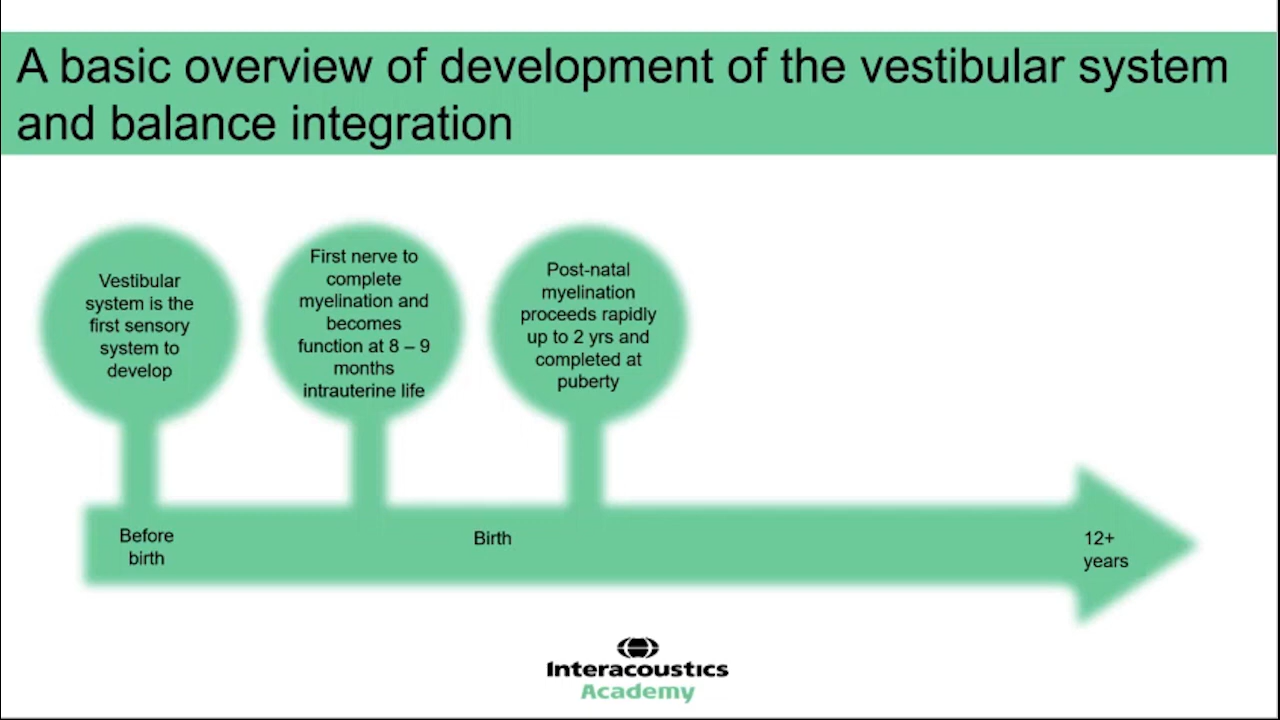 A basic overview of development of the vestibular system
and balance integration
Vestibular
system is the
first sensory
system to
develop
First nerve to
complete
myelination and
becomes
function at 8 – 9
months
intrauterine life
Post-natal
myelination
proceeds rapidly
up to 2 yrs and
completed at
puberty
Before
birth
Birth
12+
years
Interacoustics
Academy